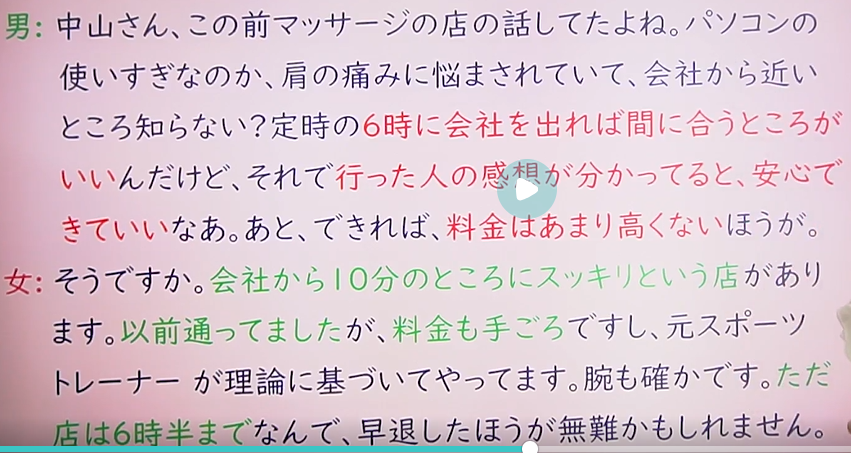 男: 中山さん、この前マッサージの店の話してたよね。パソコンの
使いすぎなのか、肩の痛みに悩まされていて、会社から近い
ところ知らない?定時の6時に会社を出れば間に合うところが
いいんだけど、それで行った人の感想が分かってると、安心で
きていいなあ。あと、できれば、料金はあまり高くないほうが。
女: そうですか。会社から10分のところにスッキリという店があり
ます。以前通ってましたが、料金も手ごろですし、元スポーツ
トレーナー が理論に基づいてやってます。腕も確かです。ただ
店は6時半までなんで、早退したほうが無難かもしれません。